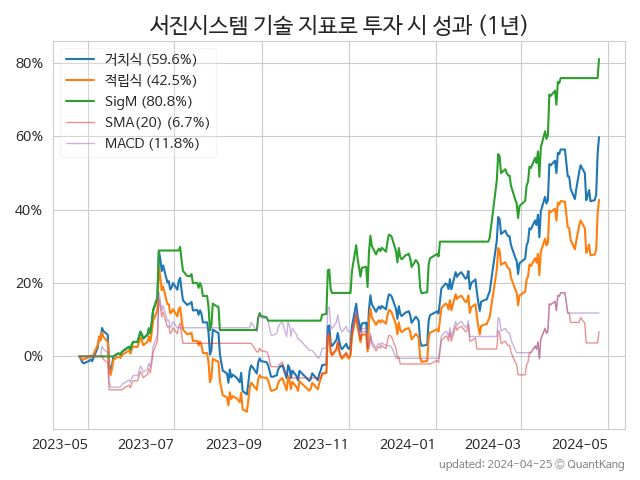 서진시스템 기술 지표로 투자 시 성과 (1년)
거치식 (59.6%)
적립식 (42.5%)
SigM (80.8%)
SMA(20) (6.7%)
MACD (11.8%)
80%
60%
40%
20%
0%
2023-05 2023-07 2023-09 2023-11 2024-01 2024-03 2024-05
updated: 2024-04-25 © QuantKang